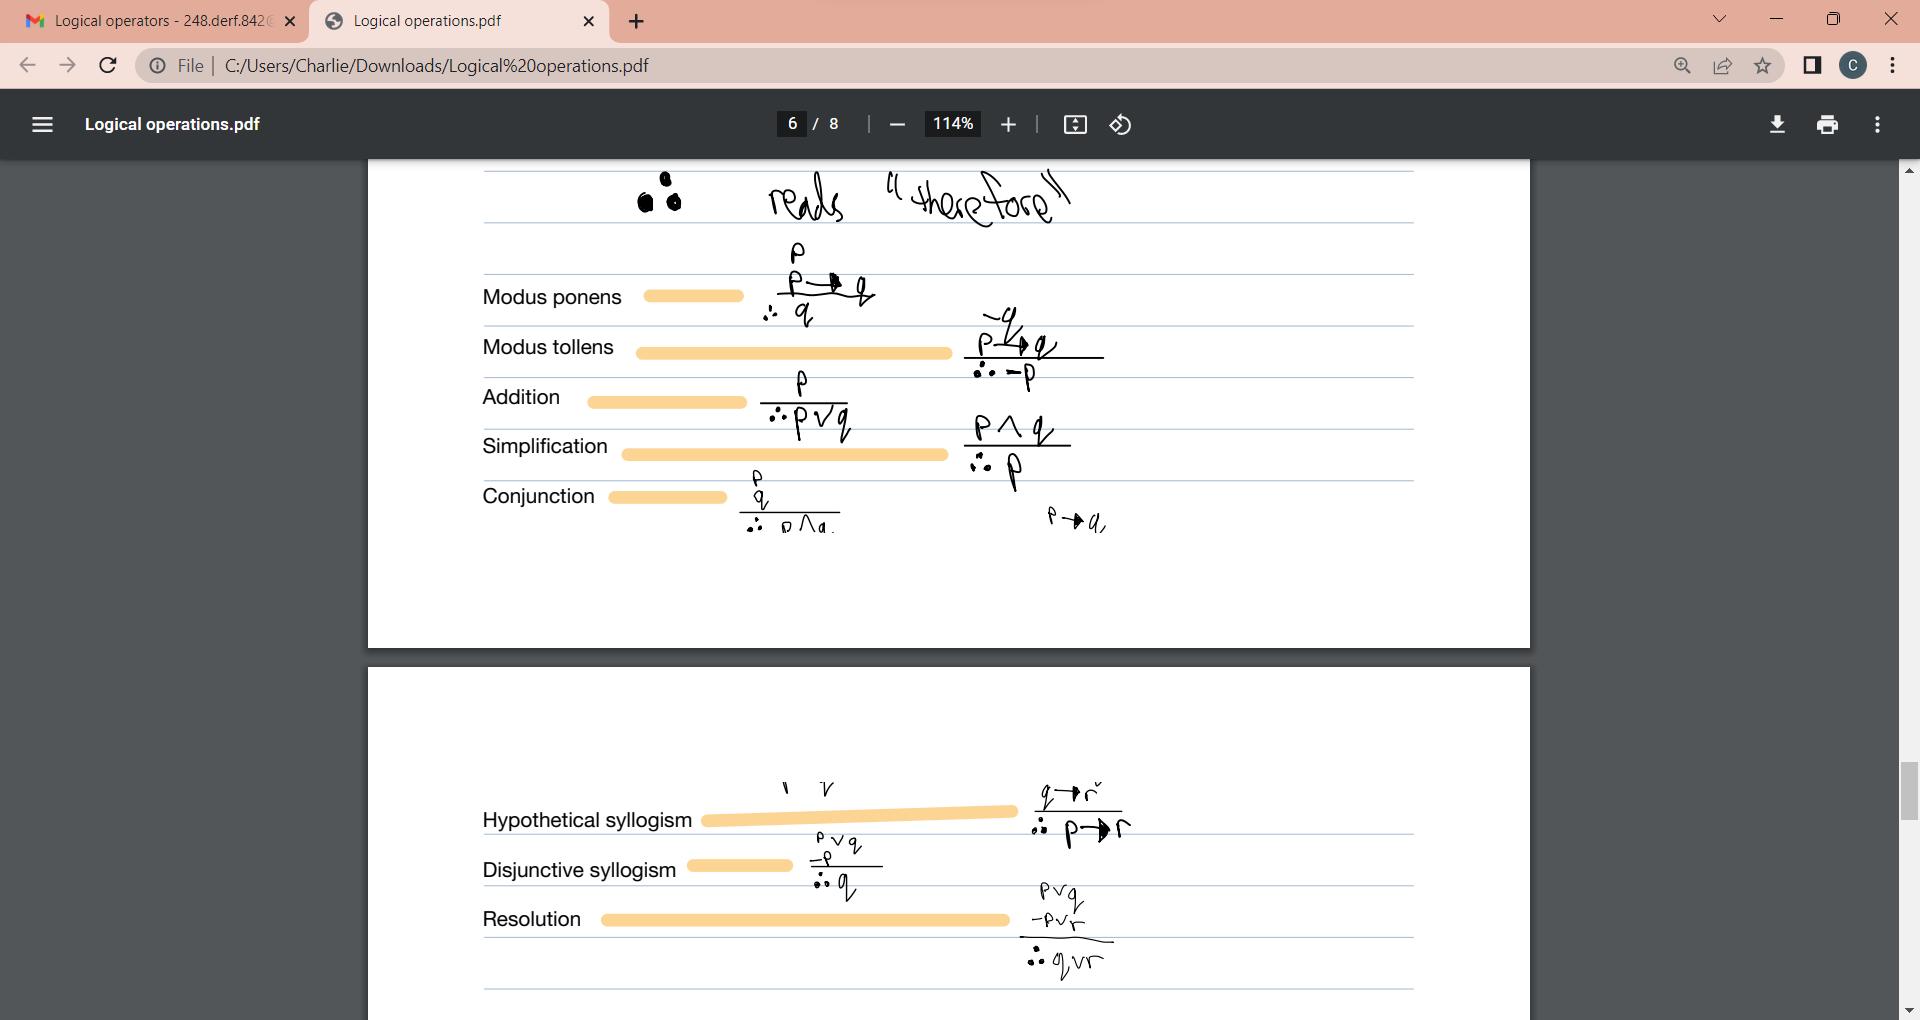 Logical operators - 248.derf.842
Logical operations.pdf
File
C:/Users/Charlie/Downloads/Logical%20operations.pdf
C
Logical operations.pdf
6 / 8
114%
∴ reads "therefore"
p
p → q
Modus ponens
∴ q
-q
Modus tollens
p → q
∴ -p
p
Addition
∴ p ∨ q
p ∧ q
Simplification
∴ p
p
Conjunction
q
∴ p ∧ q
p → q
q → r
Hypothetical syllogism
∴ p → r
p ∨ q
-p
Disjunctive syllogism
∴ q
p ∨ q
Resolution
-p ∨ r
∴ q ∨ r